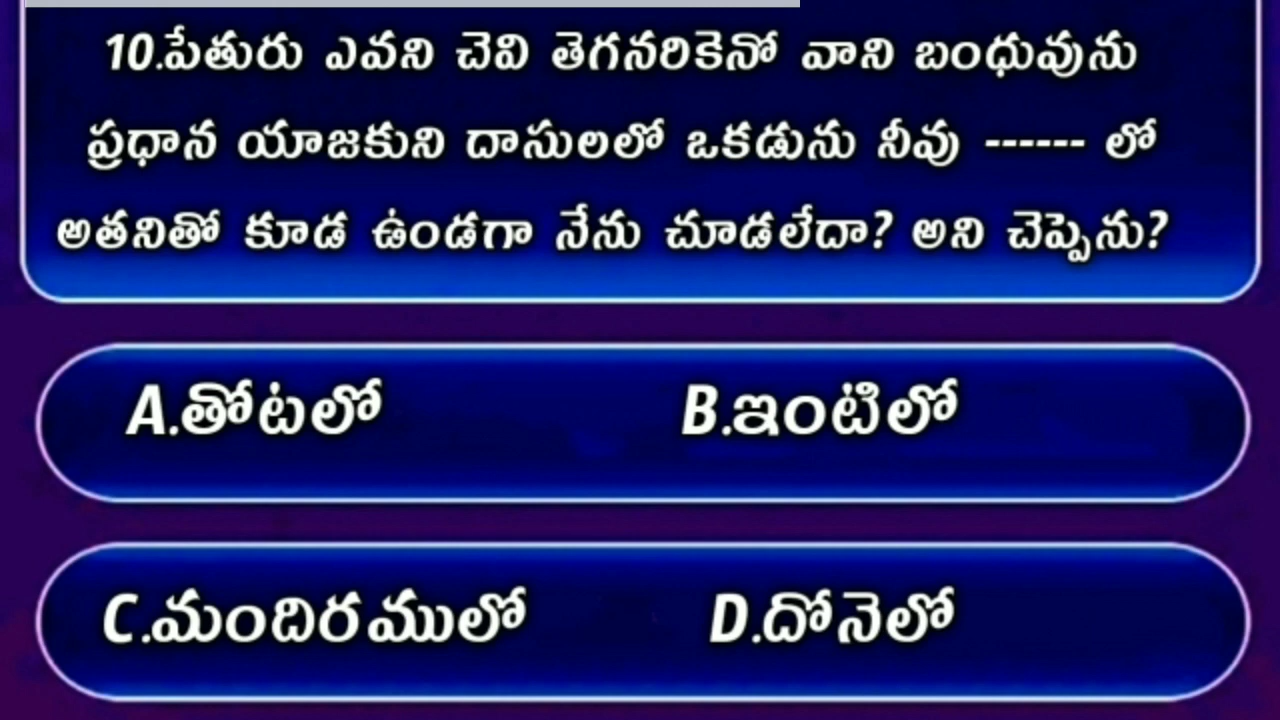 10.పేతురు ఎవని చెవి తెగనరికెనో వాని బంధువును
ప్రధాన యాజకుని దాసులలో ఒకడును నీవు ------ లో
అతనితో కూడ ఉండగా నేను చూడలేదా? అని చెప్పెను?
A.తోటలో
B.ఇంటిలో
C.మందిరములో
D.దోనెలో